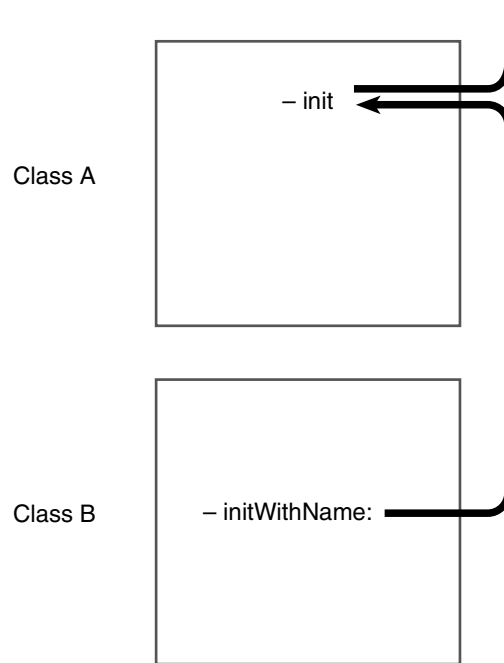 – init
Class A
Class B
– initWithName: